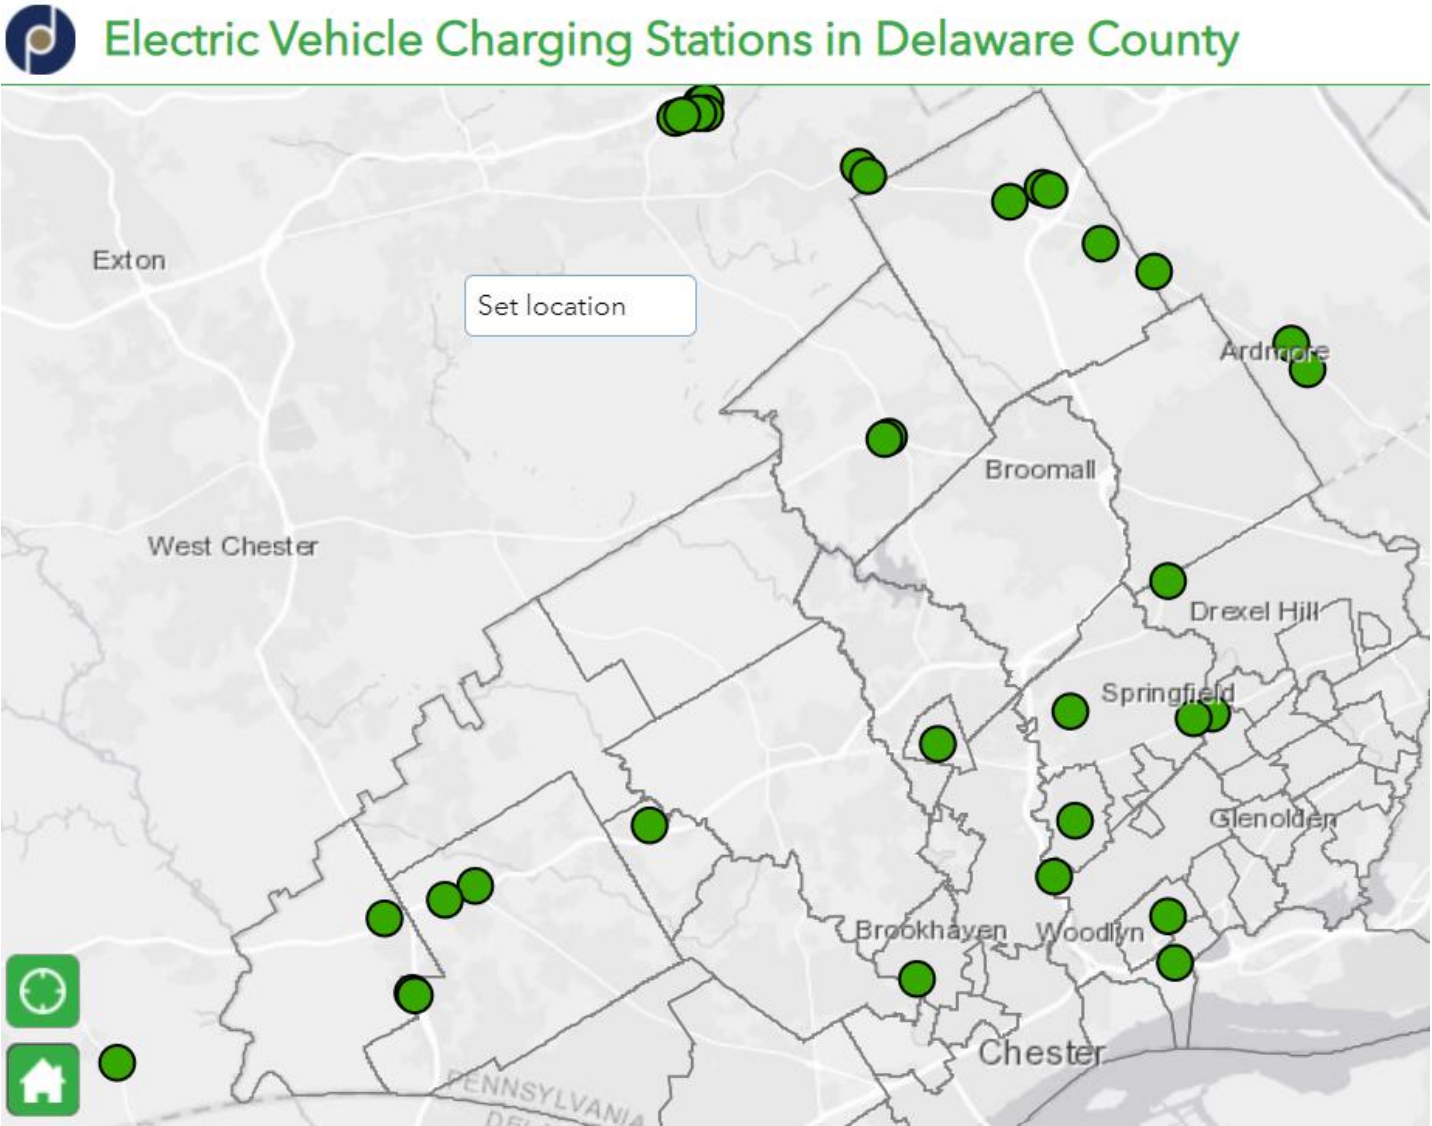 Electric Vehicle Charging Stations in Delaware County
Exton
Set location
Ardmore
Broomall
West Chester
Drexel Hill
Springfield
Glenolden
Brookhaven
Woodlyn
Chester
PENNSYLVANIA